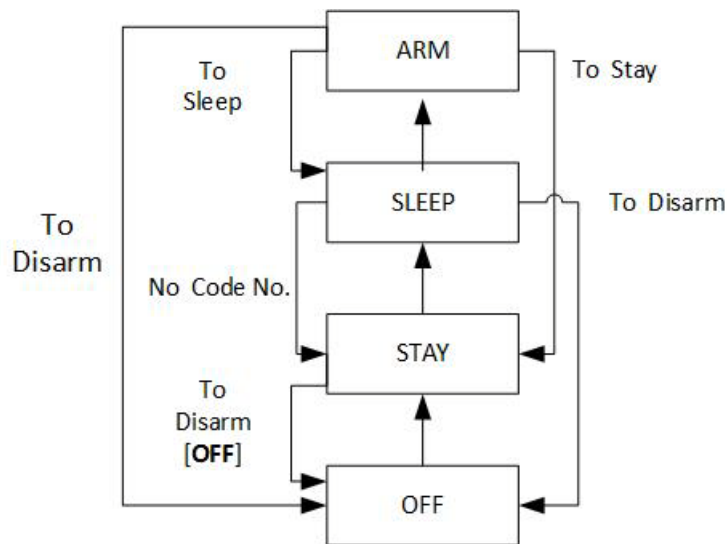 ARM
To
Sleep
To Stay
SLEEP
To Disarm
To
Disarm
No Code No.
STAY
To
Disarm
[OFF]
OFF